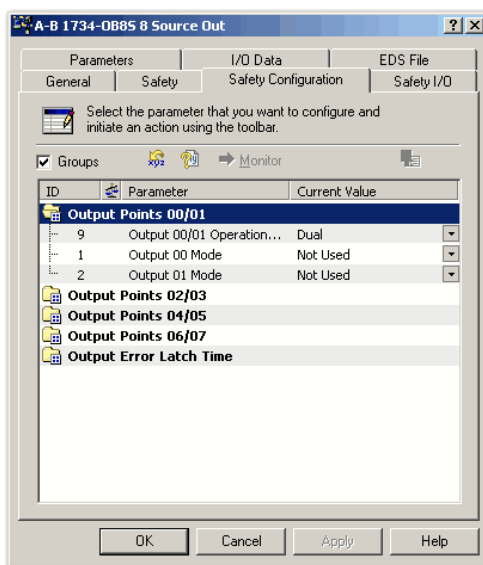 A-B 1734-OB8S 8 Source Out
Parameters I/O Data EDS File
General Safety Safety Configuration Safety I/O
Select the parameter that you want to configure and
initiate an action using the toolbar.
Groups xyz Monitor
ID Parameter Current Value
Output Points 00/01
9 Output 00/01 Operation... Dual
1 Output 00 Mode Not Used
2 Output 01 Mode Not Used
Output Points 02/03
Output Points 04/05
Output Points 06/07
Output Error Latch Time
OK Cancel Apply Help